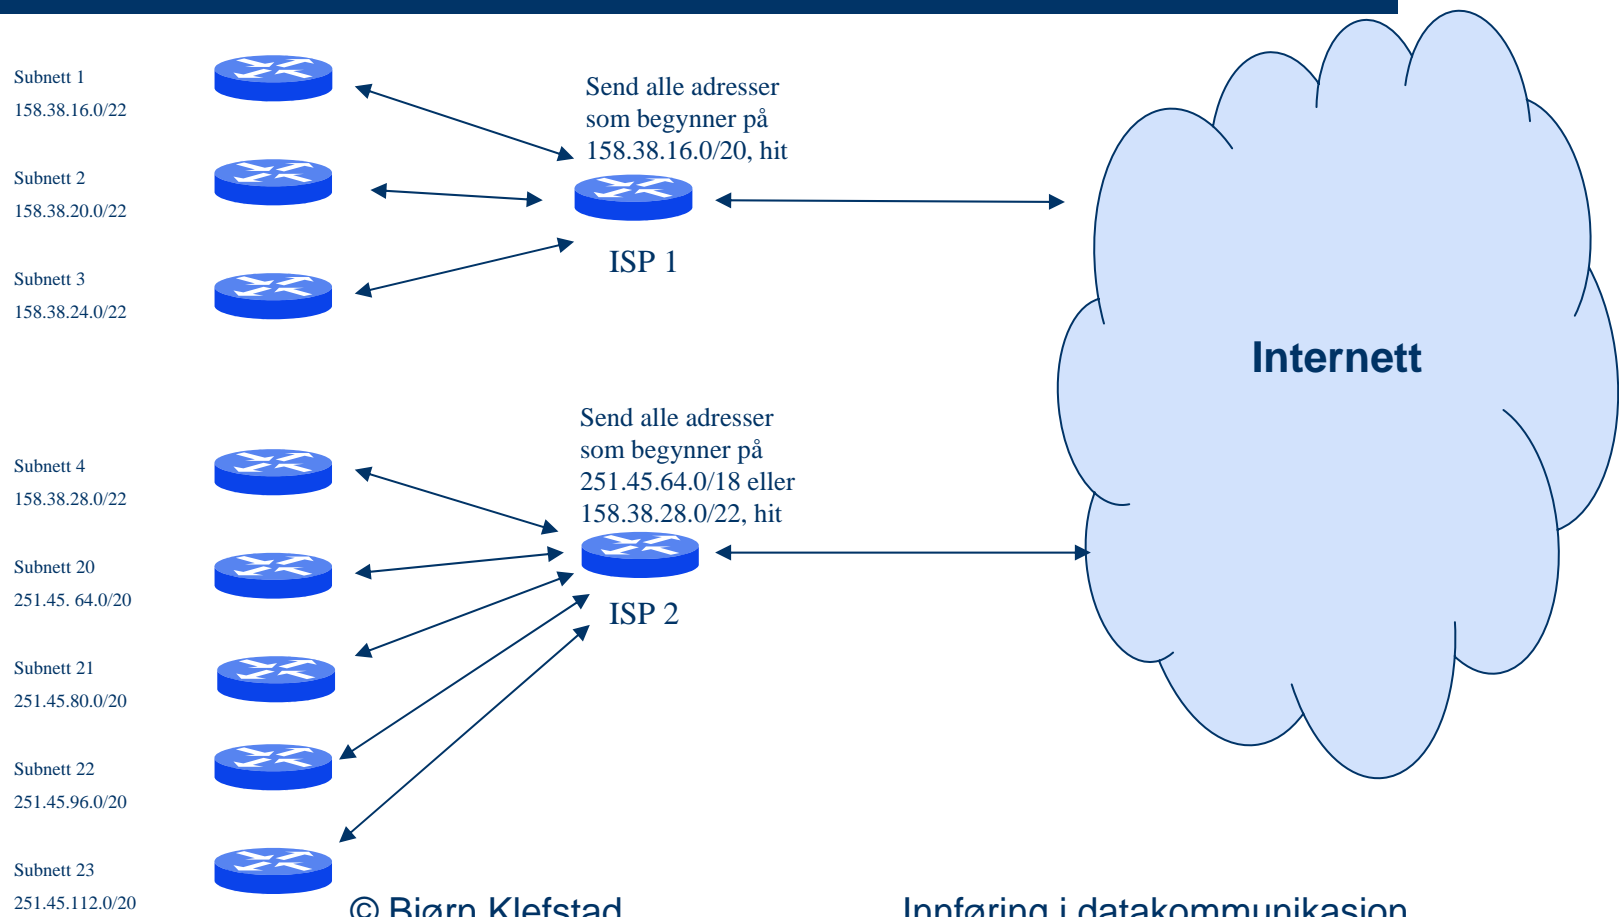 Subnett 1
158.38.16.0/22
Subnett 2
158.38.20.0/22
Subnett 3
158.38.24.0/22
Send alle adresser
som begynner på
158.38.16.0/20, hit
ISP 1
Internett
Subnett 4
158.38.28.0/22
Subnett 20
251.45. 64.0/20
Subnett 21
251.45.80.0/20
Subnett 22
251.45.96.0/20
Subnett 23
251.45.112.0/20
Send alle adresser
som begynner på
251.45.64.0/18 eller
158.38.28.0/22, hit
ISP 2
© Bjørn Klefstad
Innføring i datakommunikasjon